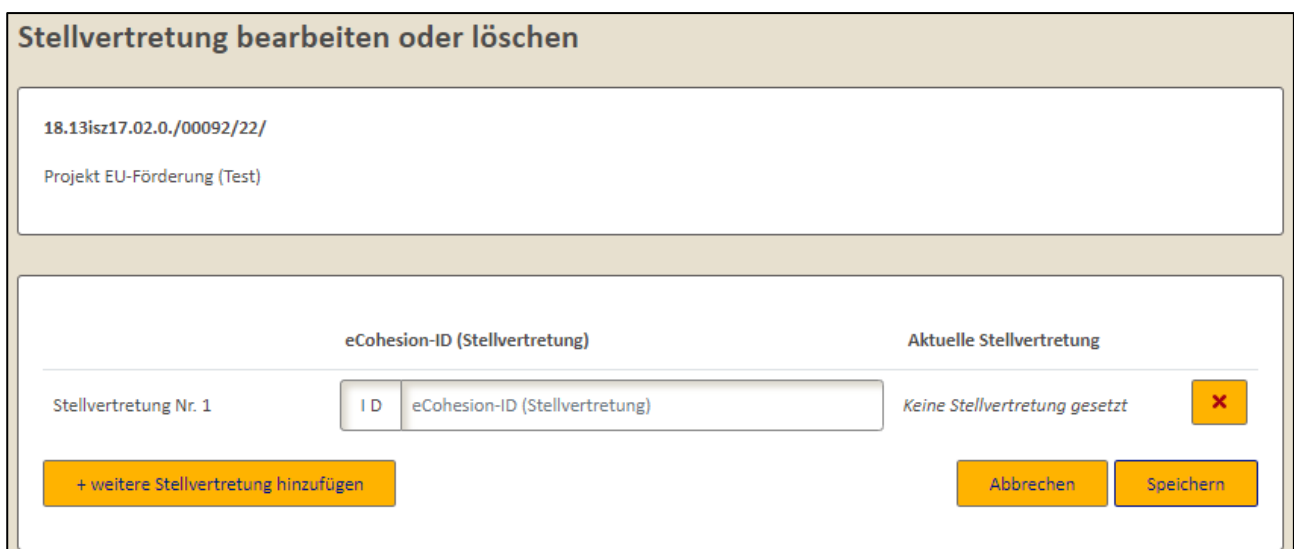 Stellvertretung bearbeiten oder löschen
18.13isz17.02.0./00092/22/
Projekt EU-Förderung (Test)
eCohesion-ID (Stellvertretung) Aktuelle Stellvertretung
Stellvertretung Nr. 1 I D eCohesion-ID (Stellvertretung) Keine Stellvertretung gesetzt
+ weitere Stellvertretung hinzufügen Abbrechen Speichern